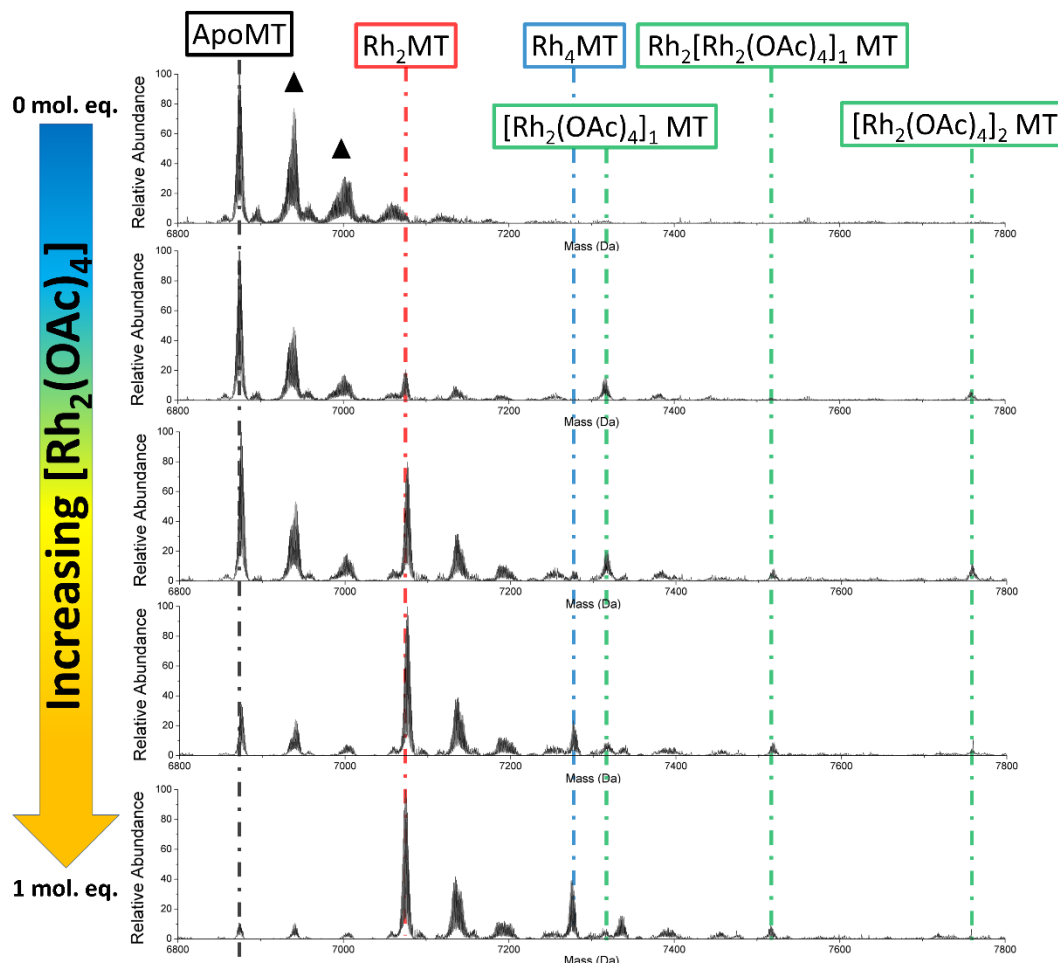 ApoMT
Rh₂MT
Rh₄MT
Rh₂[Rh₂(OAc)₄]₁ MT
[Rh₂(OAc)₄]₁ MT
[Rh₂(OAc)₄]₂ MT
0 mol. eq.
Increasing [Rh₂(OAc)₄]
1 mol. eq.
Relative Abundance
100
80
60
40
20
0
6800 7000 7200 7400 7600 7800
Mass (Da)
Relative Abundance
100
80
60
40
20
0
6800 7000 7200 7400 7600 7800
Mass (Da)
Relative Abundance
100
80
60
40
20
0
6800 7000 7200 7400 7600 7800
Mass (Da)
Relative Abundance
100
80
60
40
20
0
6800 7000 7200 7400 7600 7800
Mass (Da)
Relative Abundance
100
80
60
40
20
0
6800 7000 7200 7400 7600 7800
Mass (Da)